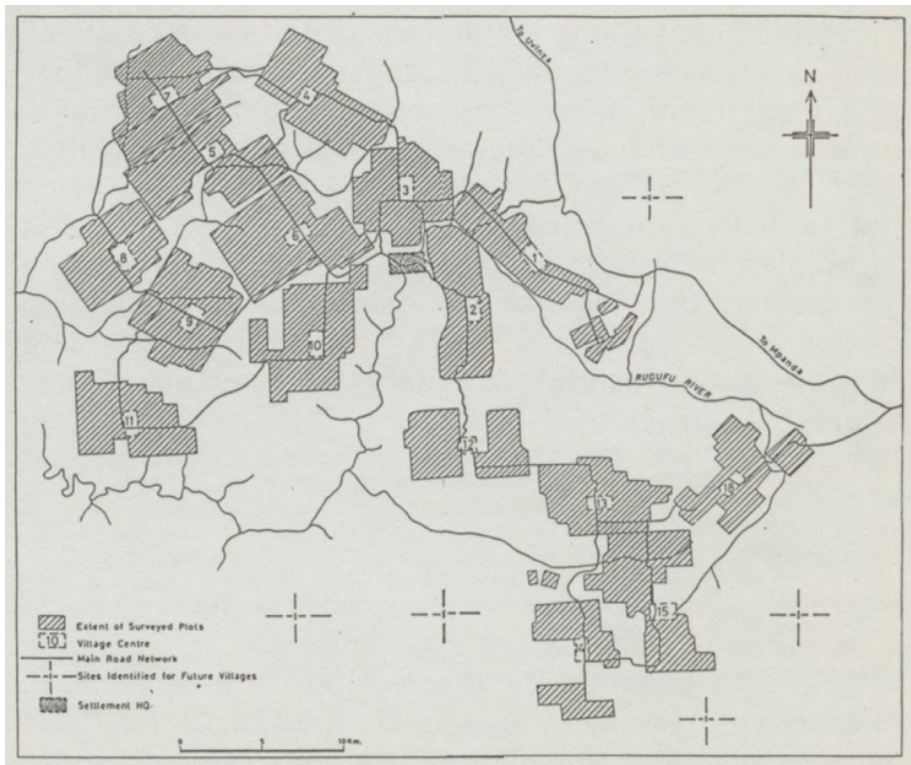 To Uvinza
N
7
4
5
3
6
8
1
2
9
10
To Mpanda
RUGUFU RIVER
11
12
16
13
15
14
Extent of Surveyed Plots
10 Village Centre
Main Road Network
Sites Identified for Future Villages
Settlement HQ.
0 5 10 Km.